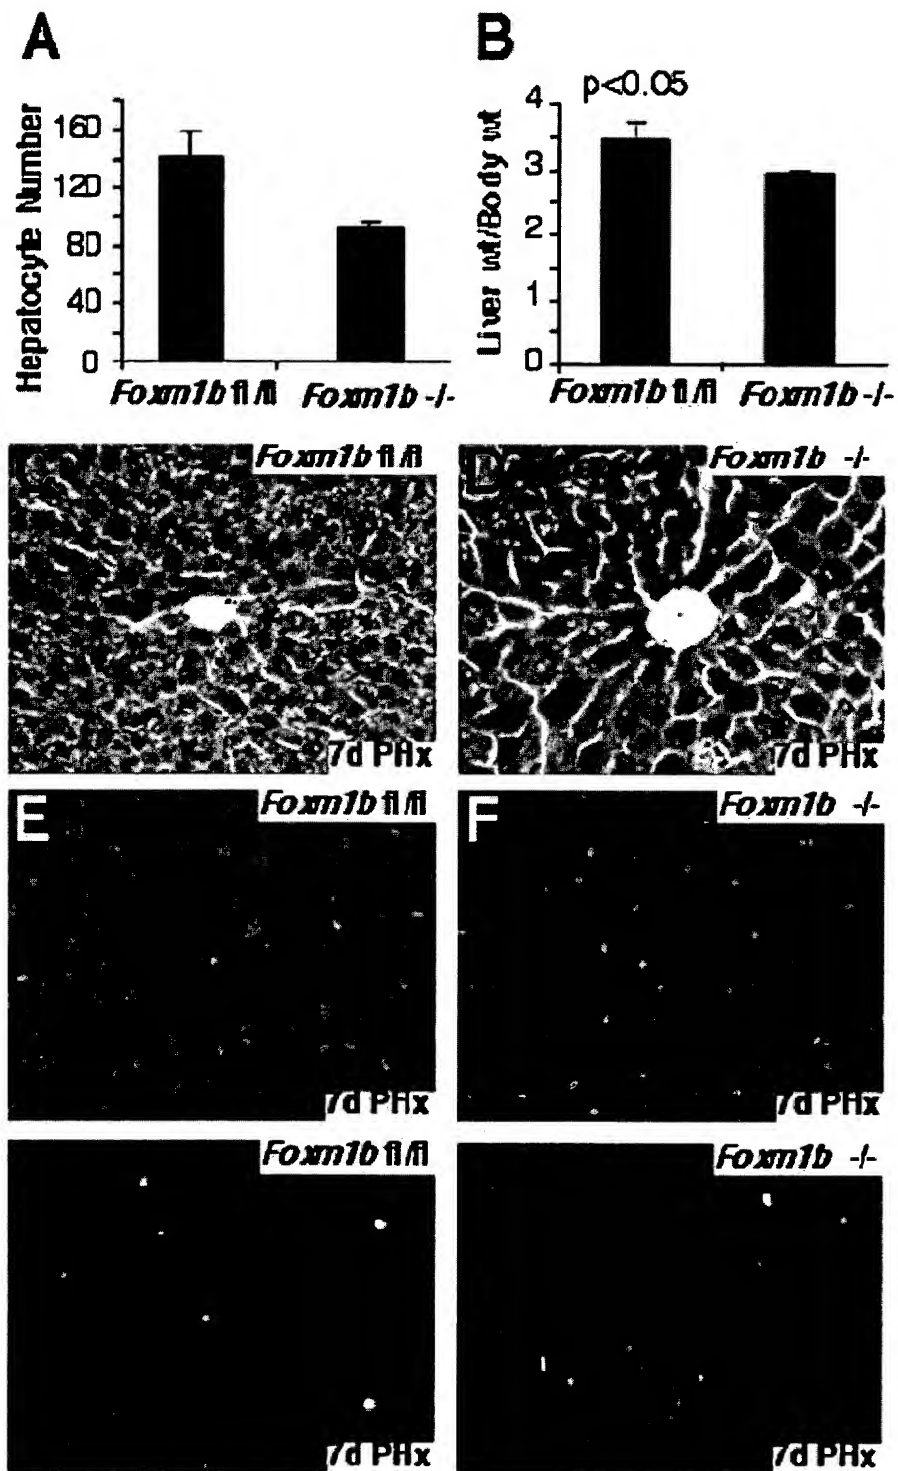 A
Hepatocyte Number
160
120
80
40
0
Foxm1b fl/fl Foxm1b -/-
B
p<0.05
Liver wt/Body wt
4
3
2
1
0
Foxm1b fl/fl Foxm1b -/-
Foxm1b fl/fl
7d PHx
D
Foxm1b -/-
7d PHx
E
Foxm1b fl/fl
7d PHx
F
Foxm1b -/-
7d PHx
Foxm1b fl/fl
7d PHx
Foxm1b -/-
7d PHx